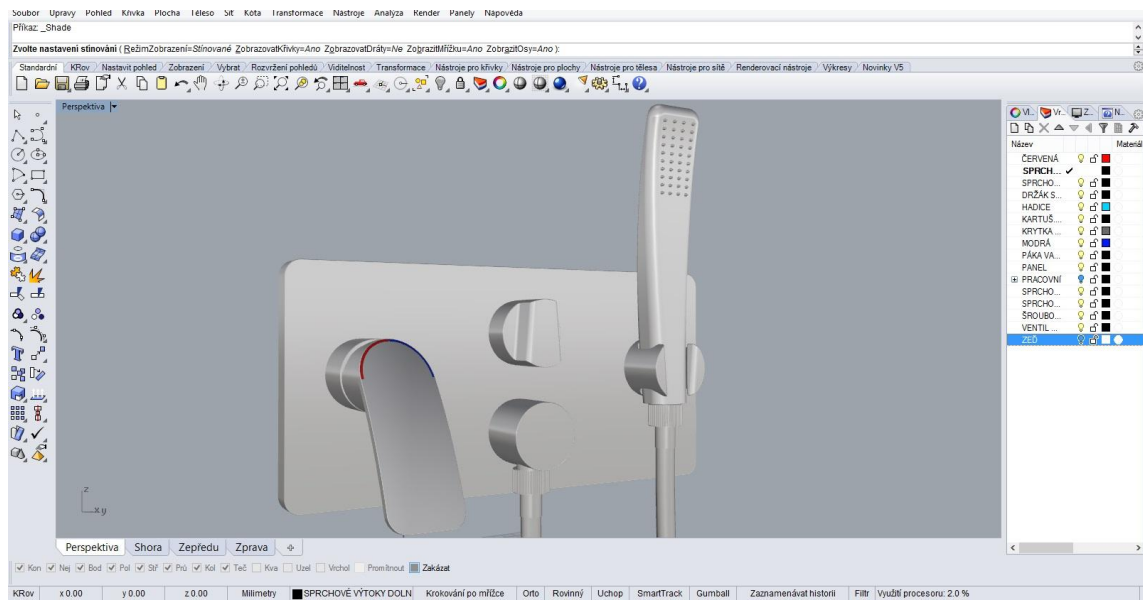 Soubor Úpravy Pohled Křivka Plocha Těleso Síť Kóta Transformace Nástroje Analýza Render Panely Nápověda
Příkaz: _Shade
Zvolte nastavení stínování ( RežimZobrazení=Stínované ZobrazovatKřivky=Ano ZobrazovatDráty=Ne ZobrazitMřížku=Ano ZobrazitOsy=Ano ):
Standardní KRov Nastavit pohled Zobrazení Vybrat Rozvržení pohledů Viditelnost Transformace Nástroje pro křivky Nástroje pro plochy Nástroje pro tělesa Nástroje pro sítě Renderovací nástroje Výkresy Novinky V5
Perspektiva
Vl... Vr... Z... N...
Název Materiál
ČERVENÁ
SPRCH...
SPRCHO...
DRŽÁK S...
HADICE
KARTUŠ...
KRYTKA ...
MODRÁ
PÁKA VA...
PANEL
PRACOVNÍ
SPRCHO...
SPRCHO...
ŠROUBO...
VENTIL ...
ZEĎ
z
x y
Perspektiva Shora Zepředu Zprava
Kon Nej Bod Pol Stř Prů Kol Teč Kva Uzel Vrchol Promítnout Zakázat
KRov x 0.00 y 0.00 z 0.00 Milimetry SPRCHOVÉ VÝTOKY DOLN Krokování po mřížce Orto Rovinný Uchop SmartTrack Gumball Zaznamenávat historii Filtr Využití procesoru: 2.0 %